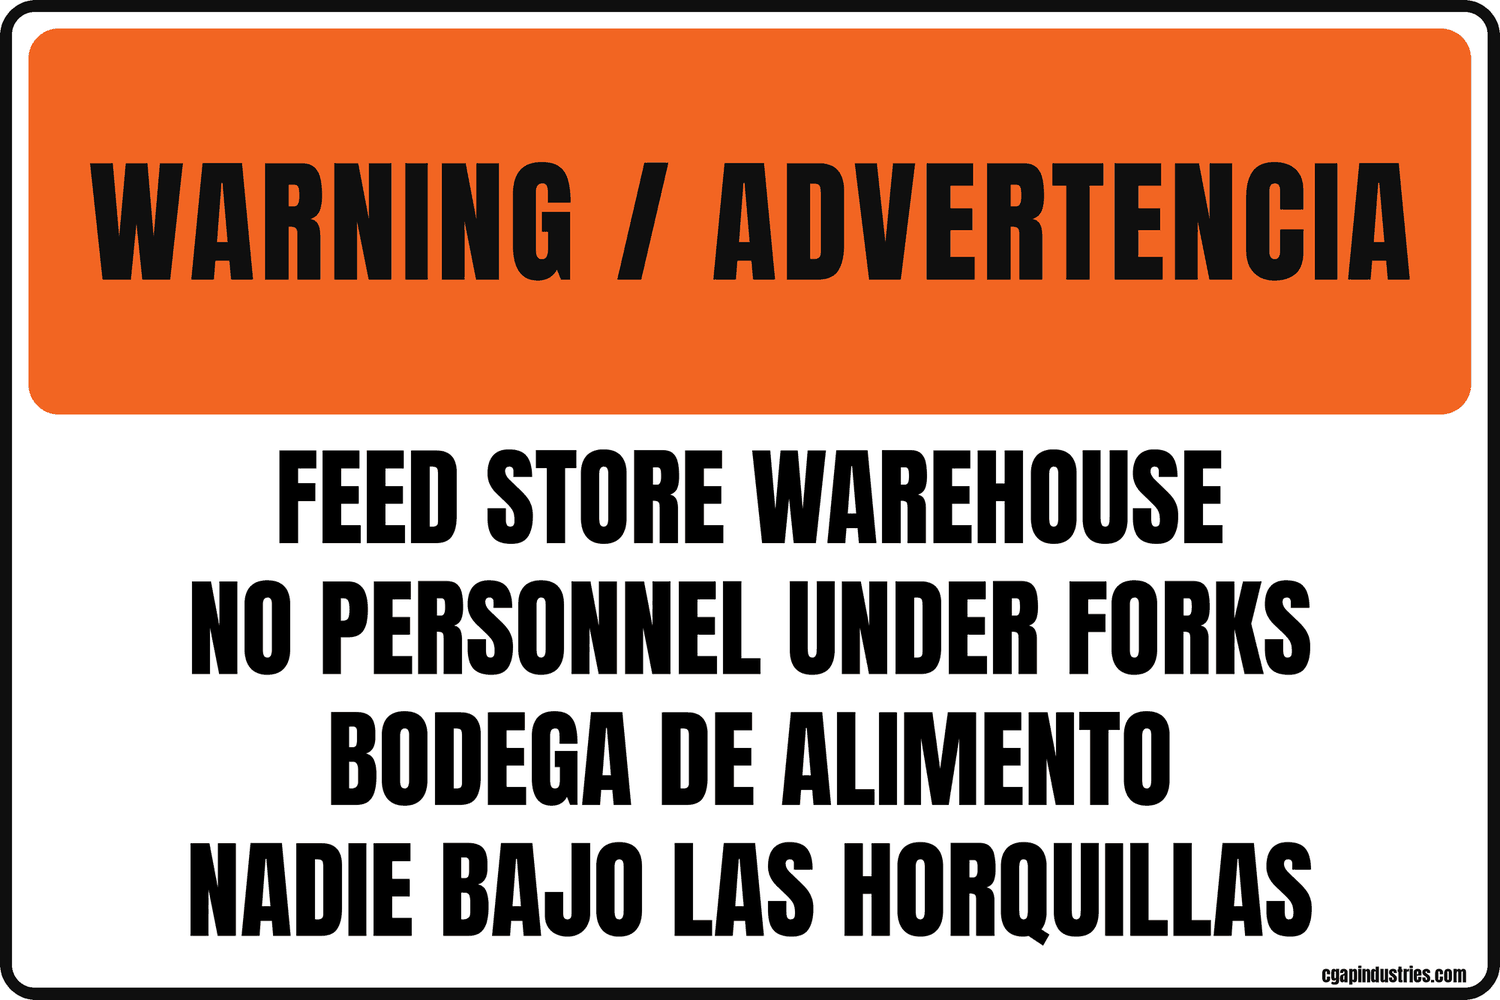 WARNING / ADVERTENCIA
FEED STORE WAREHOUSE
NO PERSONNEL UNDER FORKS
BODEGA DE ALIMENTO
NADIE BAJO LAS HORQUILLAS
cgapindustries.com